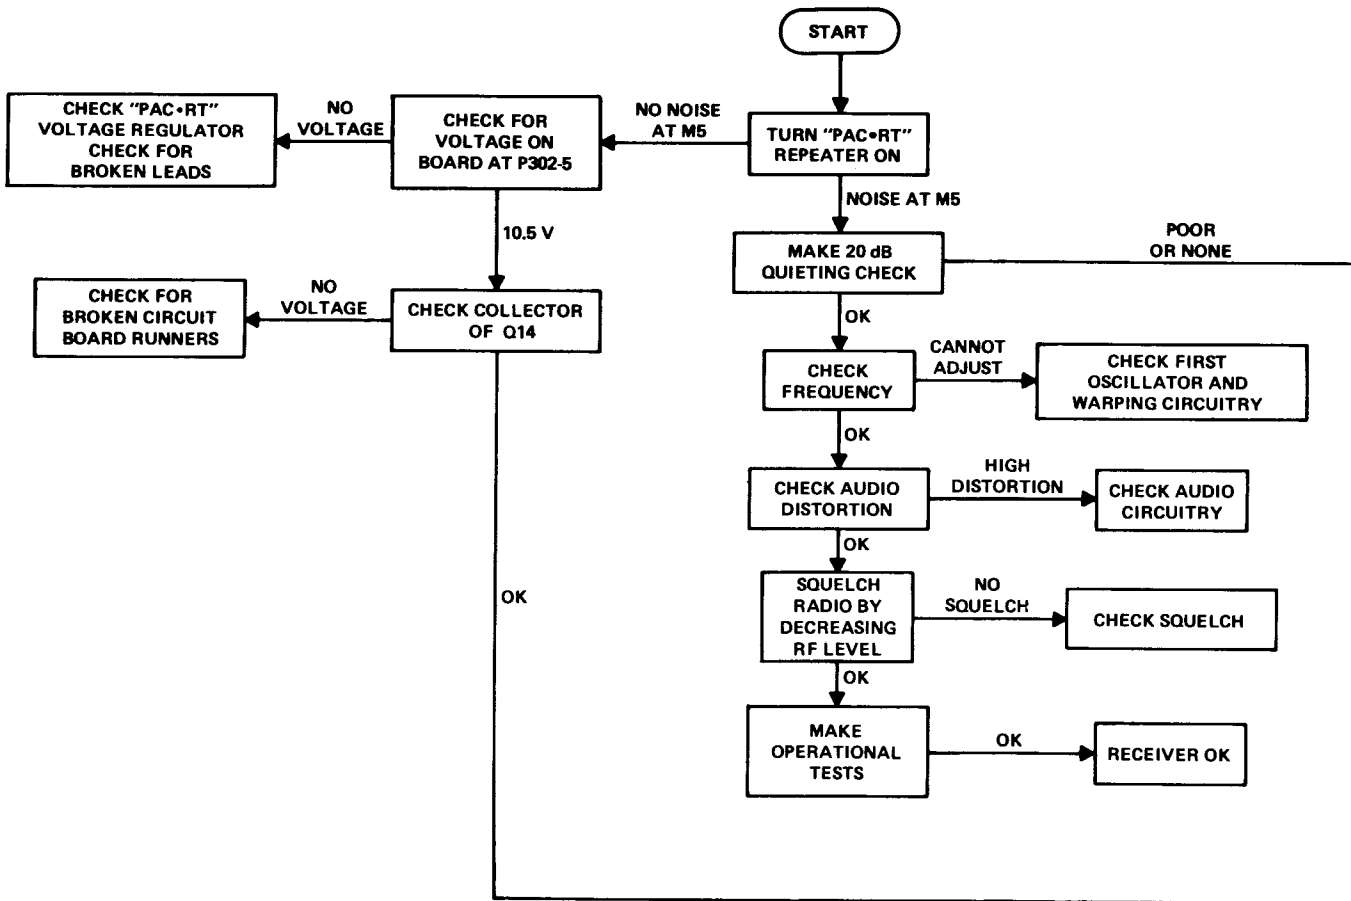 START
CHECK "PAC•RT"
VOLTAGE REGULATOR
CHECK FOR
BROKEN LEADS
NO
VOLTAGE
CHECK FOR
VOLTAGE ON
BOARD AT P302-5
NO NOISE
AT M5
TURN "PAC•RT"
REPEATER ON
NOISE AT M5
10.5 V
MAKE 20 dB
QUIETING CHECK
POOR
OR NONE
CHECK FOR
BROKEN CIRCUIT
BOARD RUNNERS
NO
VOLTAGE
CHECK COLLECTOR
OF Q14
OK
CHECK
FREQUENCY
CANNOT
ADJUST
CHECK FIRST
OSCILLATOR AND
WARPING CIRCUITRY
OK
CHECK AUDIO
DISTORTION
HIGH
DISTORTION
CHECK AUDIO
CIRCUITRY
OK
OK
SQUELCH
RADIO BY
DECREASING
RF LEVEL
NO
SQUELCH
CHECK SQUELCH
OK
MAKE
OPERATIONAL
TESTS
OK
RECEIVER OK